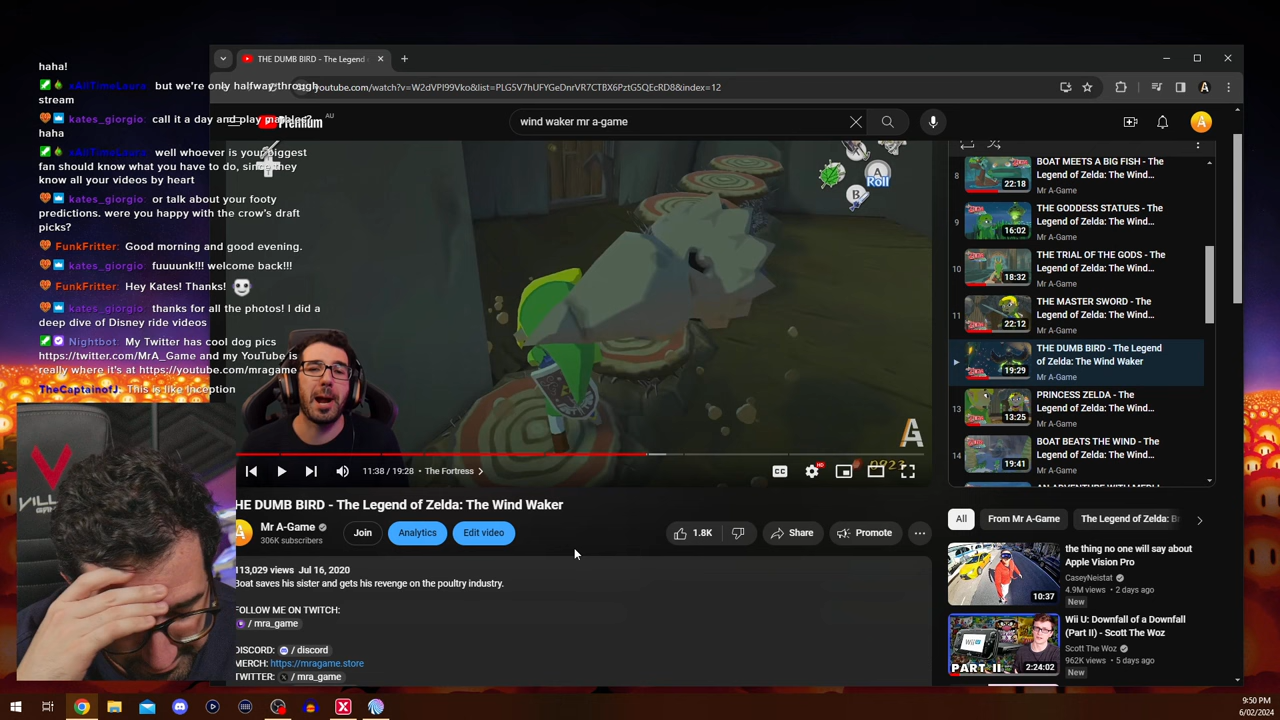 haha!
xAllTimeLaura: but we're only halfway through
stream
kates_giorgio: call it a day and play marbles?
haha
xAllTimeLaura: well whoever is your biggest
fan should know what you have to do, since they
know all your videos by heart
kates_giorgio: or talk about your footy
predictions. were you happy with the crow's draft
picks?
FunkFritter: Good morning and good evening.
kates_giorgio: fuuuunk!!! welcome back!!!
FunkFritter: Hey Kates! Thanks!
kates_giorgio: thanks for all the photos! I did a
deep dive of Disney ride videos
Nightbot: My Twitter has cool dog pics
https://twitter.com/MrA_Game and my YouTube is
really where it's at https://youtube.com/mragame
TheCaptainofJ: This is like inception
VILL
THE DUMB BIRD - The Legend
youtube.com/watch?v=W2dVPI99Vko&list=PLG5V7hUFYGeDnrVR7CTBX6PztG5QEcRD8&index=12
A
Premium
AU
wind waker mr a-game
A
Roll
B
A
11:38 / 19:28 • The Fortress
CC
HD
HE DUMB BIRD - The Legend of Zelda: The Wind Waker
Mr A-Game
306K subscribers
Join
Analytics
Edit video
1.8K
Share
Promote
113,029 views Jul 16, 2020
Boat saves his sister and gets his revenge on the poultry industry.
FOLLOW ME ON TWITCH:
/ mra_game
DISCORD: / discord
MERCH: https://mragame.store
TWITTER: / mra_game
8
22:18
BOAT MEETS A BIG FISH - The
Legend of Zelda: The Wind...
Mr A-Game
9
16:02
THE GODDESS STATUES - The
Legend of Zelda: The Wind...
Mr A-Game
10
18:32
THE TRIAL OF THE GODS - The
Legend of Zelda: The Wind...
Mr A-Game
11
22:12
THE MASTER SWORD - The
Legend of Zelda: The Wind...
Mr A-Game
19:29
THE DUMB BIRD - The Legend
of Zelda: The Wind Waker
Mr A-Game
13
13:25
PRINCESS ZELDA - The
Legend of Zelda: The Wind...
Mr A-Game
14
19:41
BOAT BEATS THE WIND - The
Legend of Zelda: The Wind...
Mr A-Game
All
From Mr A-Game
The Legend of Zelda: Br
10:37
the thing no one will say about
Apple Vision Pro
CaseyNeistat
4.9M views • 2 days ago
New
PART II
2:24:02
Wii U: Downfall of a Downfall
(Part II) - Scott The Woz
Scott The Woz
962K views • 5 days ago
New
9:50 PM
6/02/2024